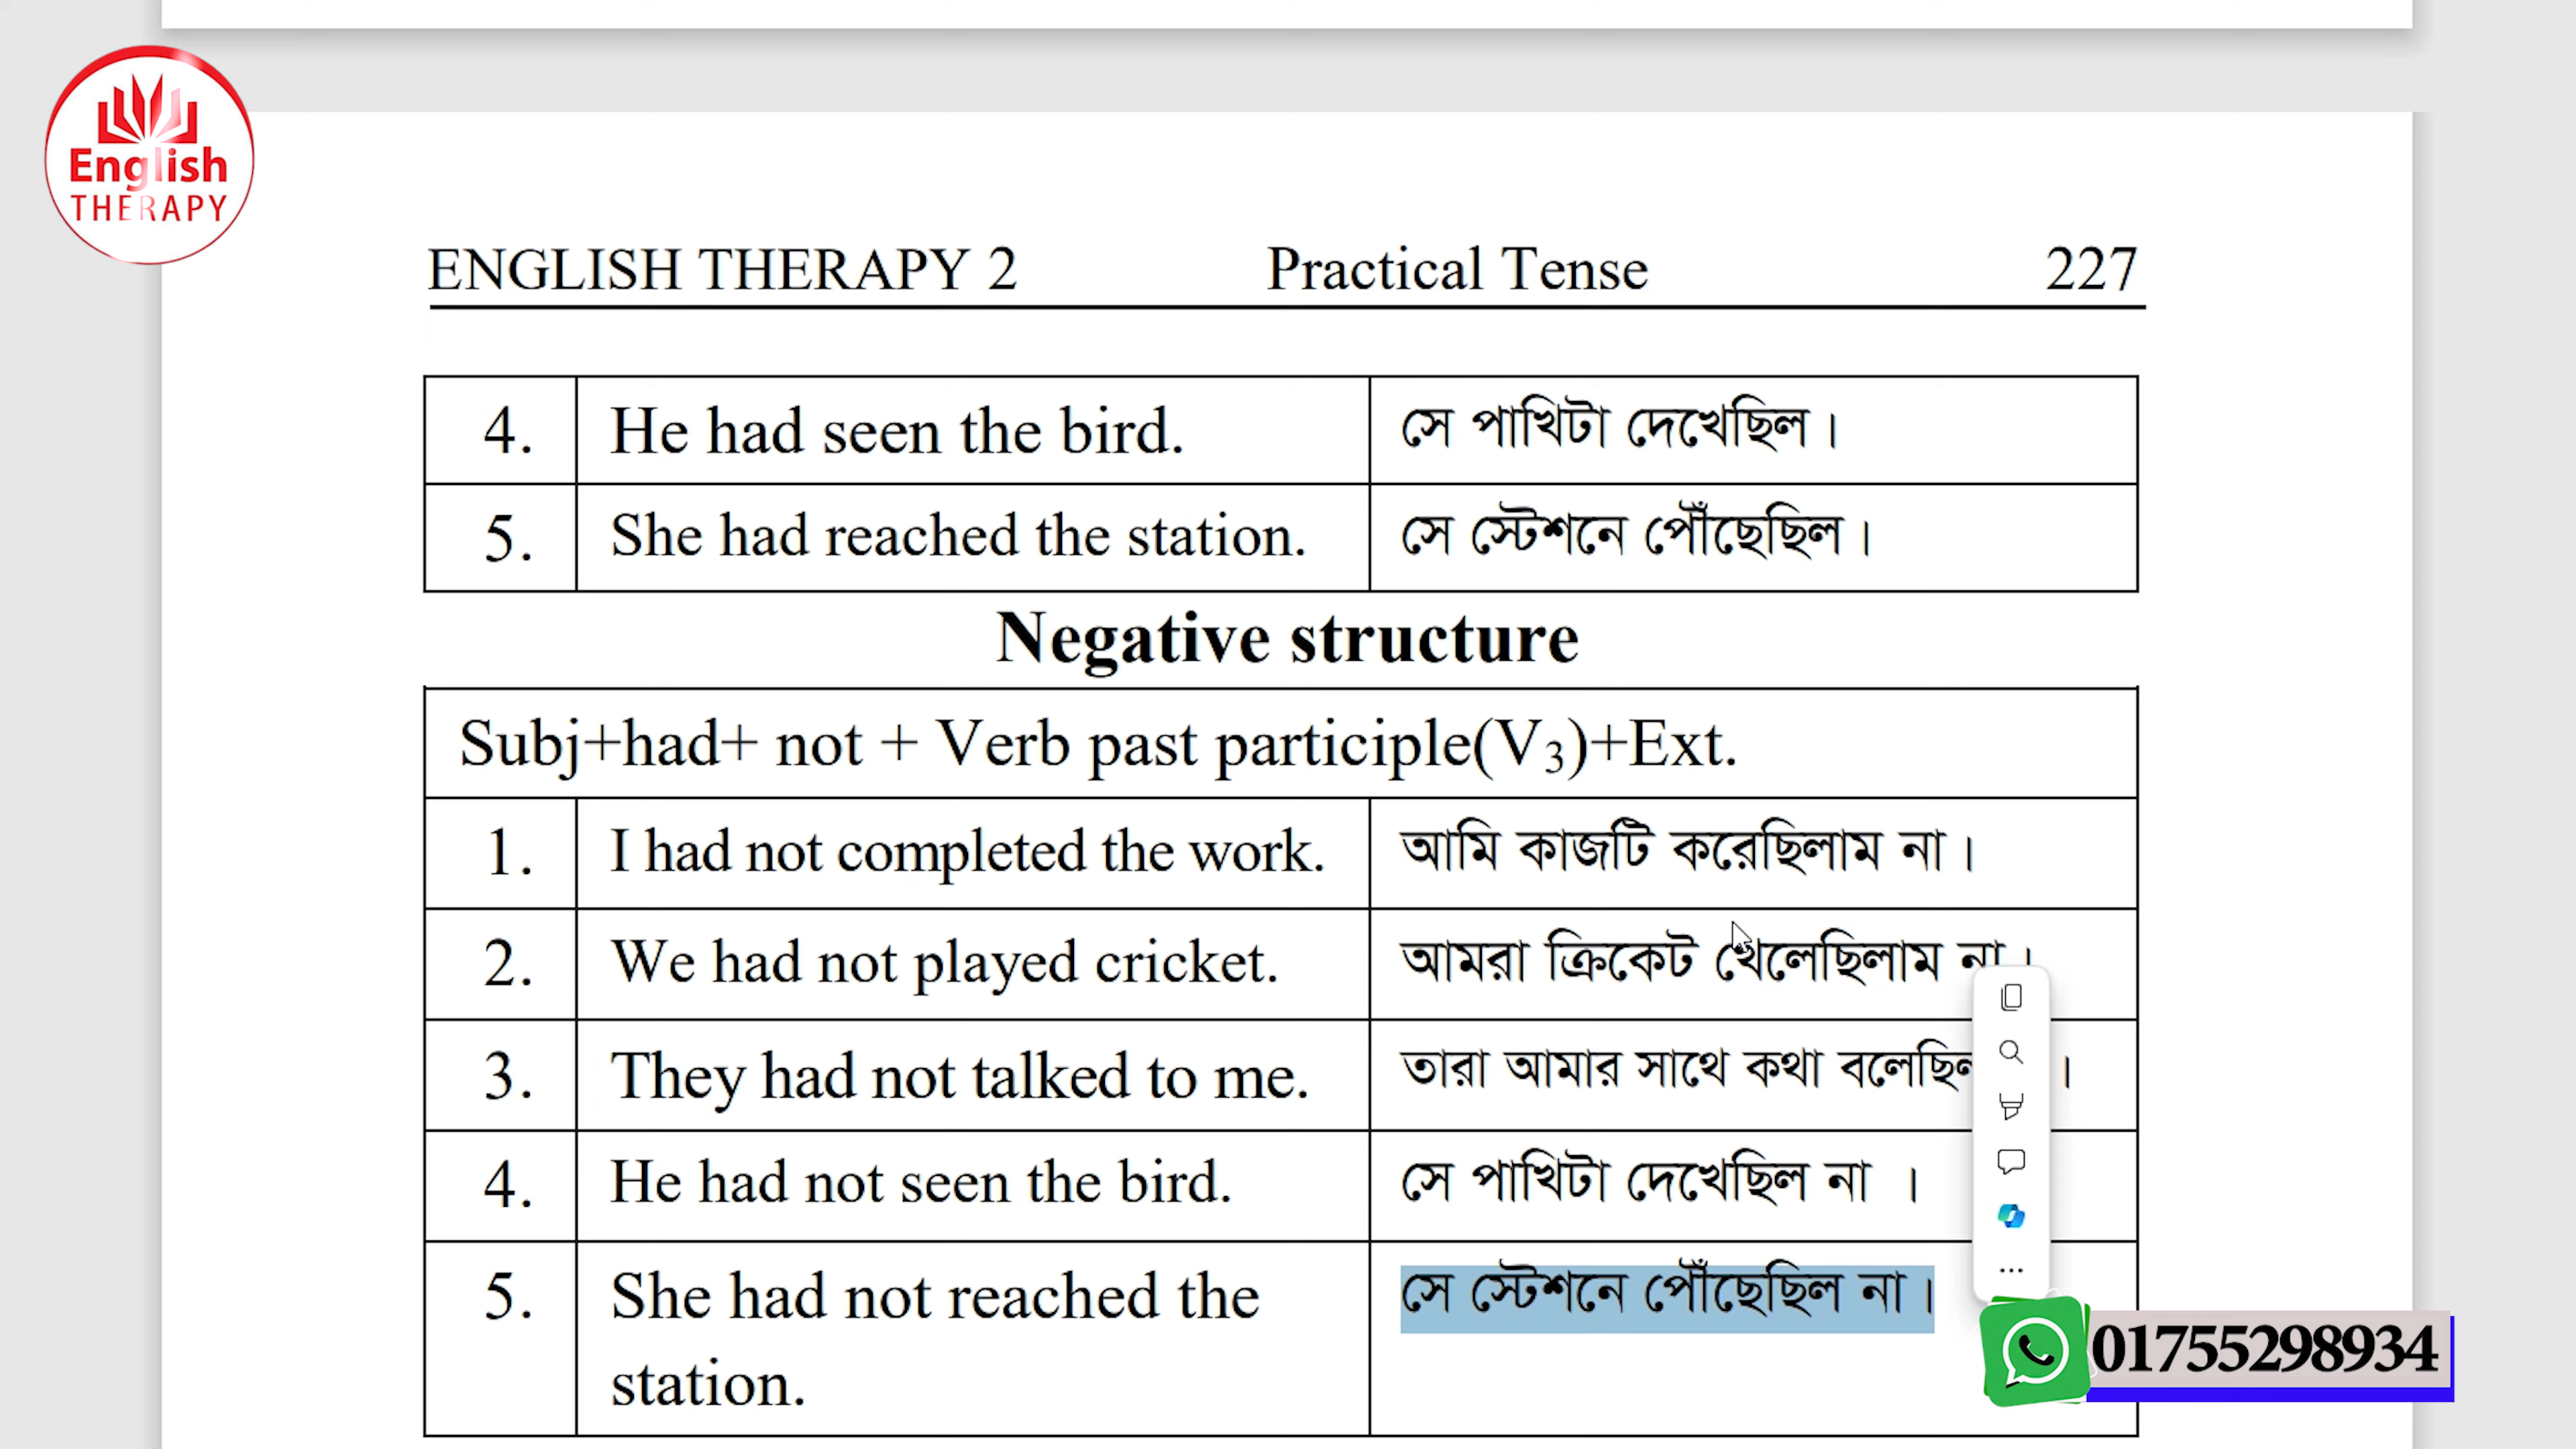 English
THERAPY
ENGLISH THERAPY 2 Practical Tense 227
4. He had seen the bird. সে পাখিটা দেখেছিল।
5. She had reached the station. সে স্টেশনে পৌঁছেছিল।
Negative structure
Subj+had+ not + Verb past participle(V₃)+Ext.
1. I had not completed the work. আমি কাজটি করেছিলাম না।
2. We had not played cricket. আমরা ক্রিকেট খেলেছিলাম না।
3. They had not talked to me. তারা আমার সাথে কথা বলেছিল ।
4. He had not seen the bird. সে পাখিটা দেখেছিল না ।
5. She had not reached the সে স্টেশনে পৌঁছেছিল না।
station.
01755298934